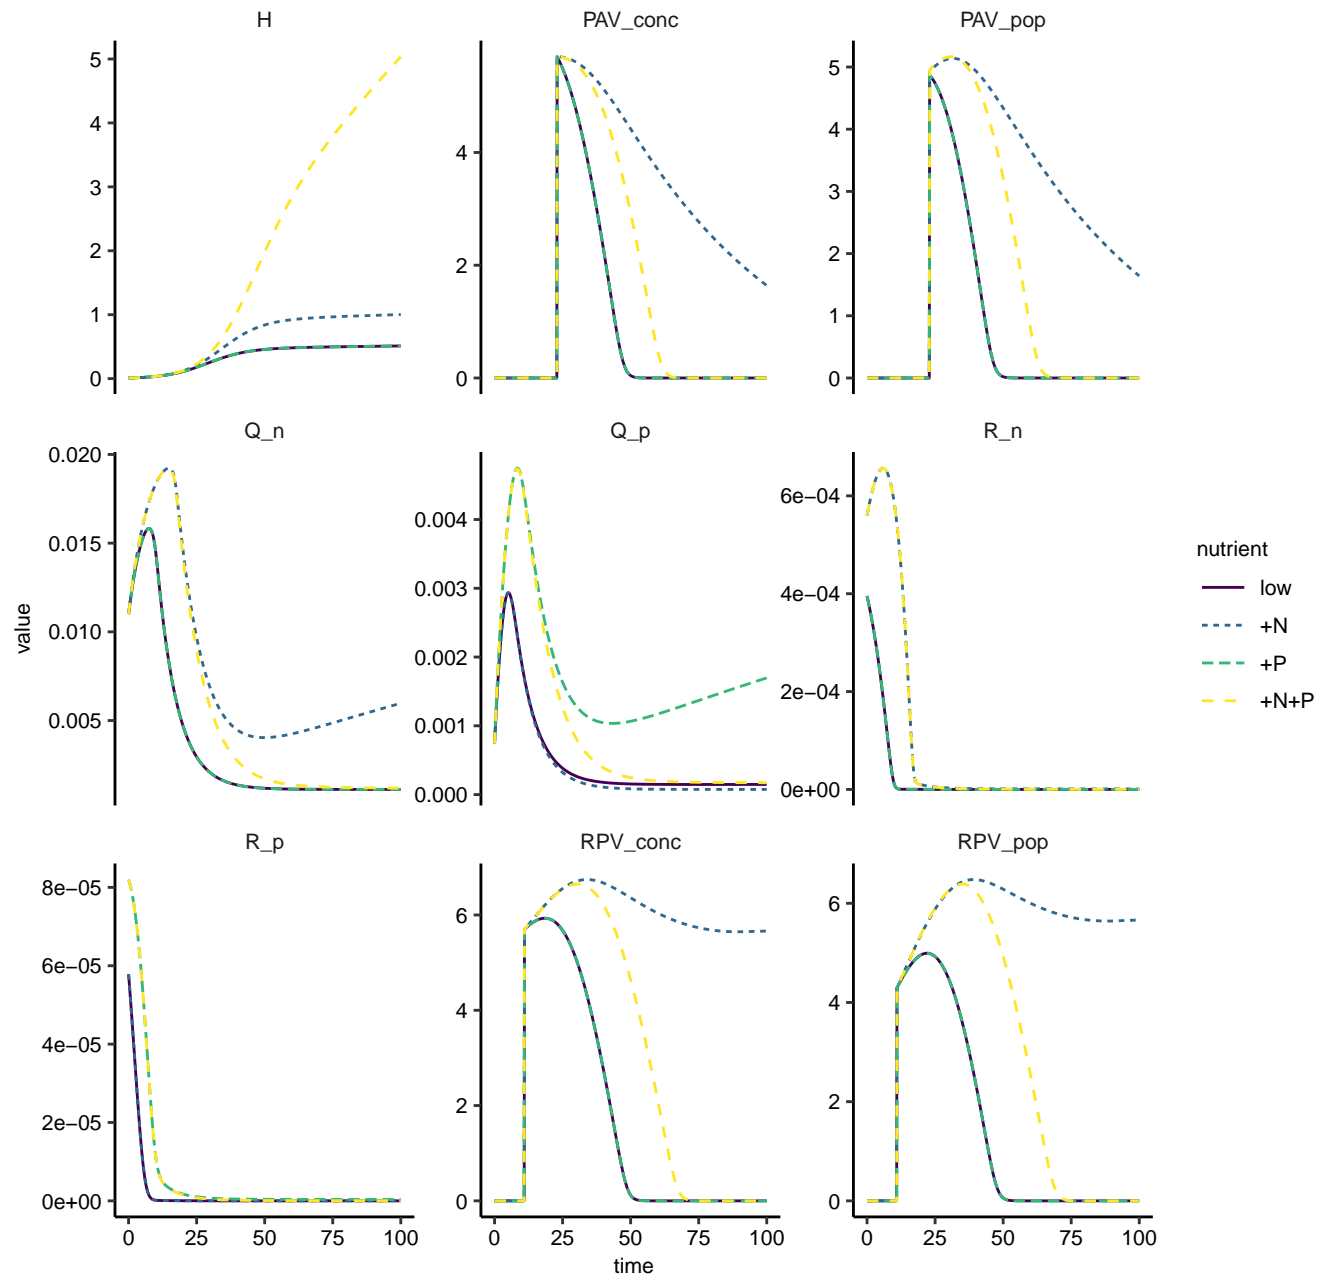 H
PAV_conc
PAV_pop
5
4
3
2
1
0
4
2
0
5
4
3
2
1
0
Q_n
Q_p
R_n
0.020
0.015
0.010
0.005
0.004
0.003
0.002
0.001
0.000
6e−04
4e−04
2e−04
0e+00
R_p
RPV_conc
RPV_pop
8e−05
6e−05
4e−05
2e−05
0e+00
6
4
2
0
6
4
2
0
0 25 50 75 100
0 25 50 75 100
0 25 50 75 100
time
value
nutrient
low
+N
+P
+N+P